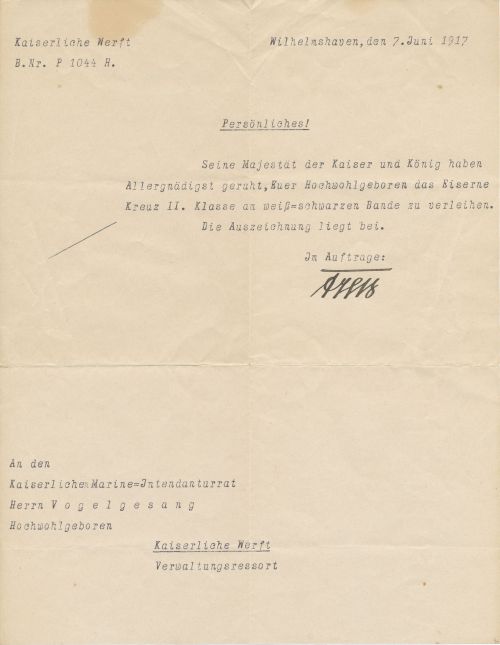 Kaiserliche Werft
B.Nr. P 1044 H.
Wilhelmshaven, den 7. Juni 1917
Persönliches!
Seine Majestät der Kaiser und König haben
Allergnädigst geruht, Euer Hochwohlgeboren das Eiserne
Kreuz II. Klasse am weiß=schwarzen Bande zu verleihen.
Die Auszeichnung liegt bei.
Im Auftrage:
An den
Kaiserlichen Marine=Intendanturrat
Herrn V o g e l g e s a n g
Hochwohlgeboren
Kaiserliche Werft
Verwaltungsressort